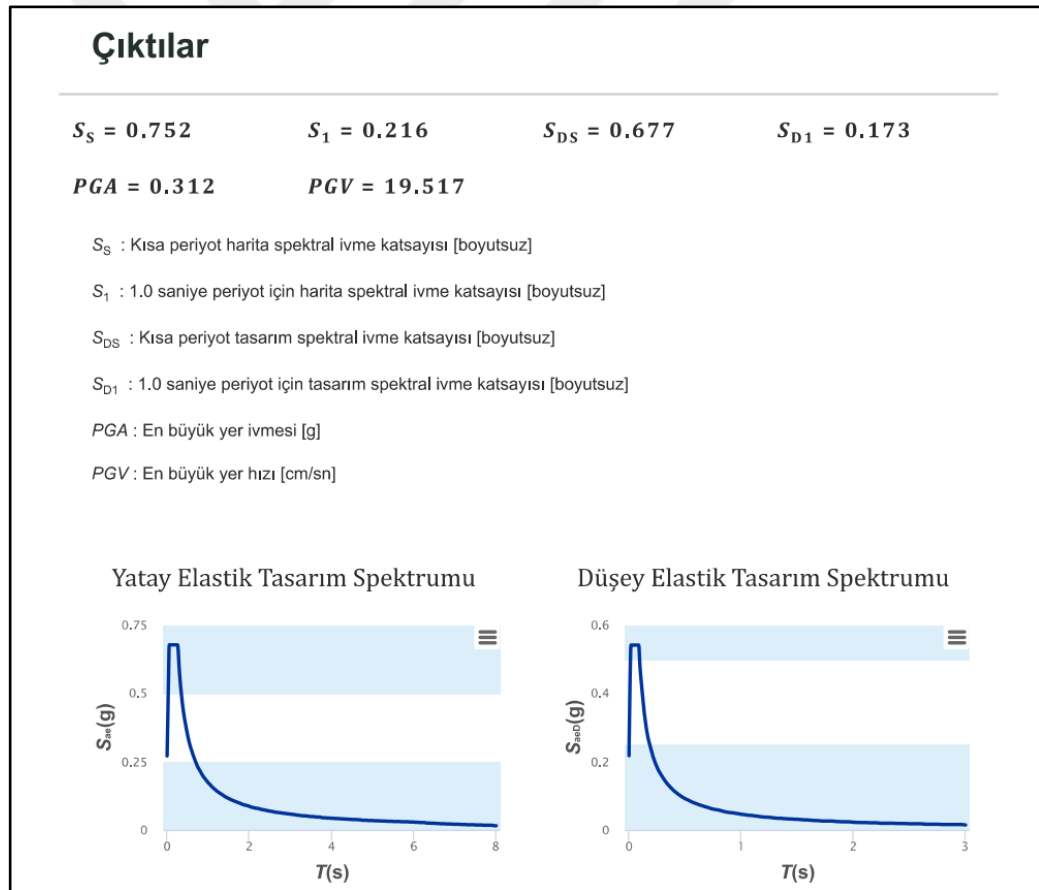 Çıktılar
S_S = 0.752 S_1 = 0.216 S_DS = 0.677 S_D1 = 0.173
PGA = 0.312 PGV = 19.517
S_S : Kısa periyot harita spektral ivme katsayısı [boyutsuz]
S_1 : 1.0 saniye periyot için harita spektral ivme katsayısı [boyutsuz]
S_DS : Kısa periyot tasarım spektral ivme katsayısı [boyutsuz]
S_D1 : 1.0 saniye periyot için tasarım spektral ivme katsayısı [boyutsuz]
PGA : En büyük yer ivmesi [g]
PGV : En büyük yer hızı [cm/sn]
Yatay Elastik Tasarım Spektrumu
0.75
0.5
0.25
0
S_ae(g)
0 2 4 6 8
T(s)
Düşey Elastik Tasarım Spektrumu
0.6
0.4
0.2
0
S_aeD(g)
0 1 2 3
T(s)